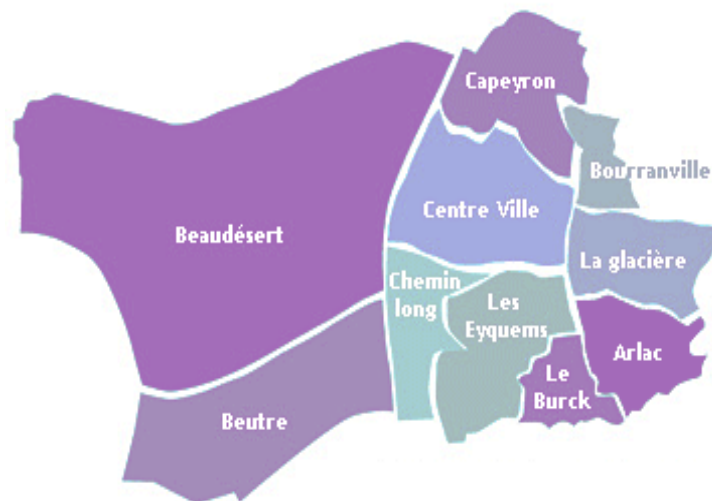 Capeyron
Bourranville
Centre Ville
Beaudésert
La glacière
Chemin
long
Les
Eyquems
Arlac
Le
Burck
Beutre